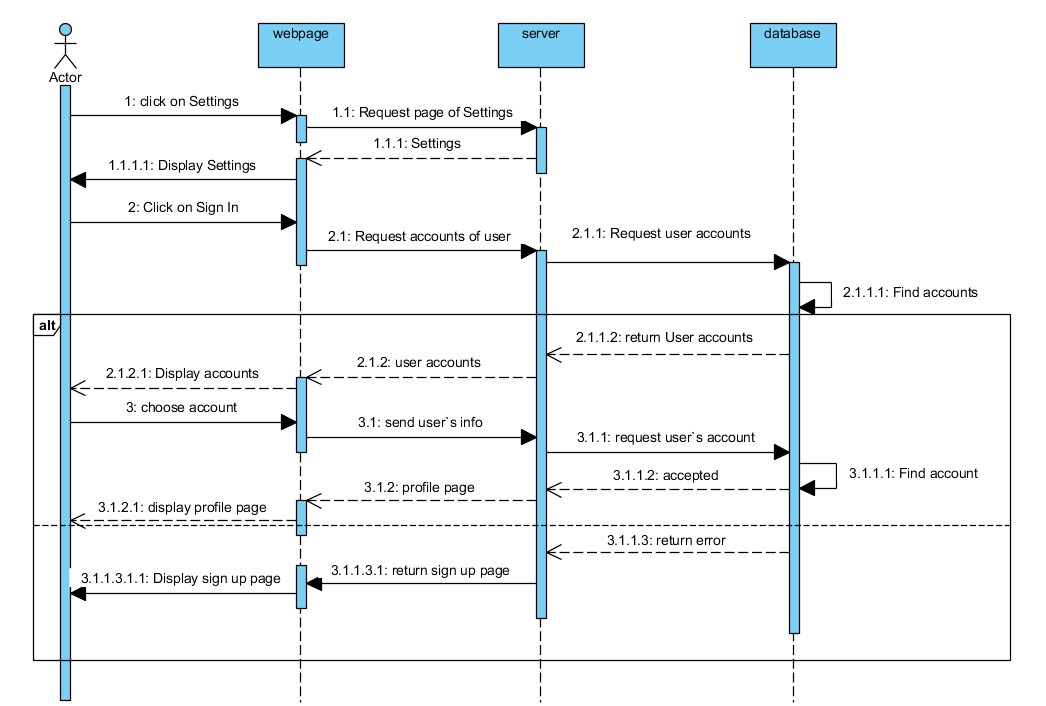 Actor
webpage
server
database
1: click on Settings
1.1: Request page of Settings
1.1.1: Settings
1.1.1.1: Display Settings
2: Click on Sign In
2.1: Request accounts of user
2.1.1: Request user accounts
2.1.1.1: Find accounts
alt
2.1.1.2: return User accounts
2.1.2: user accounts
2.1.2.1: Display accounts
3: choose account
3.1: send user`s info
3.1.1: request user`s account
3.1.1.1: Find account
3.1.1.2: accepted
3.1.2: profile page
3.1.2.1: display profile page
3.1.1.3: return error
3.1.1.3.1: return sign up page
3.1.1.3.1.1: Display sign up page